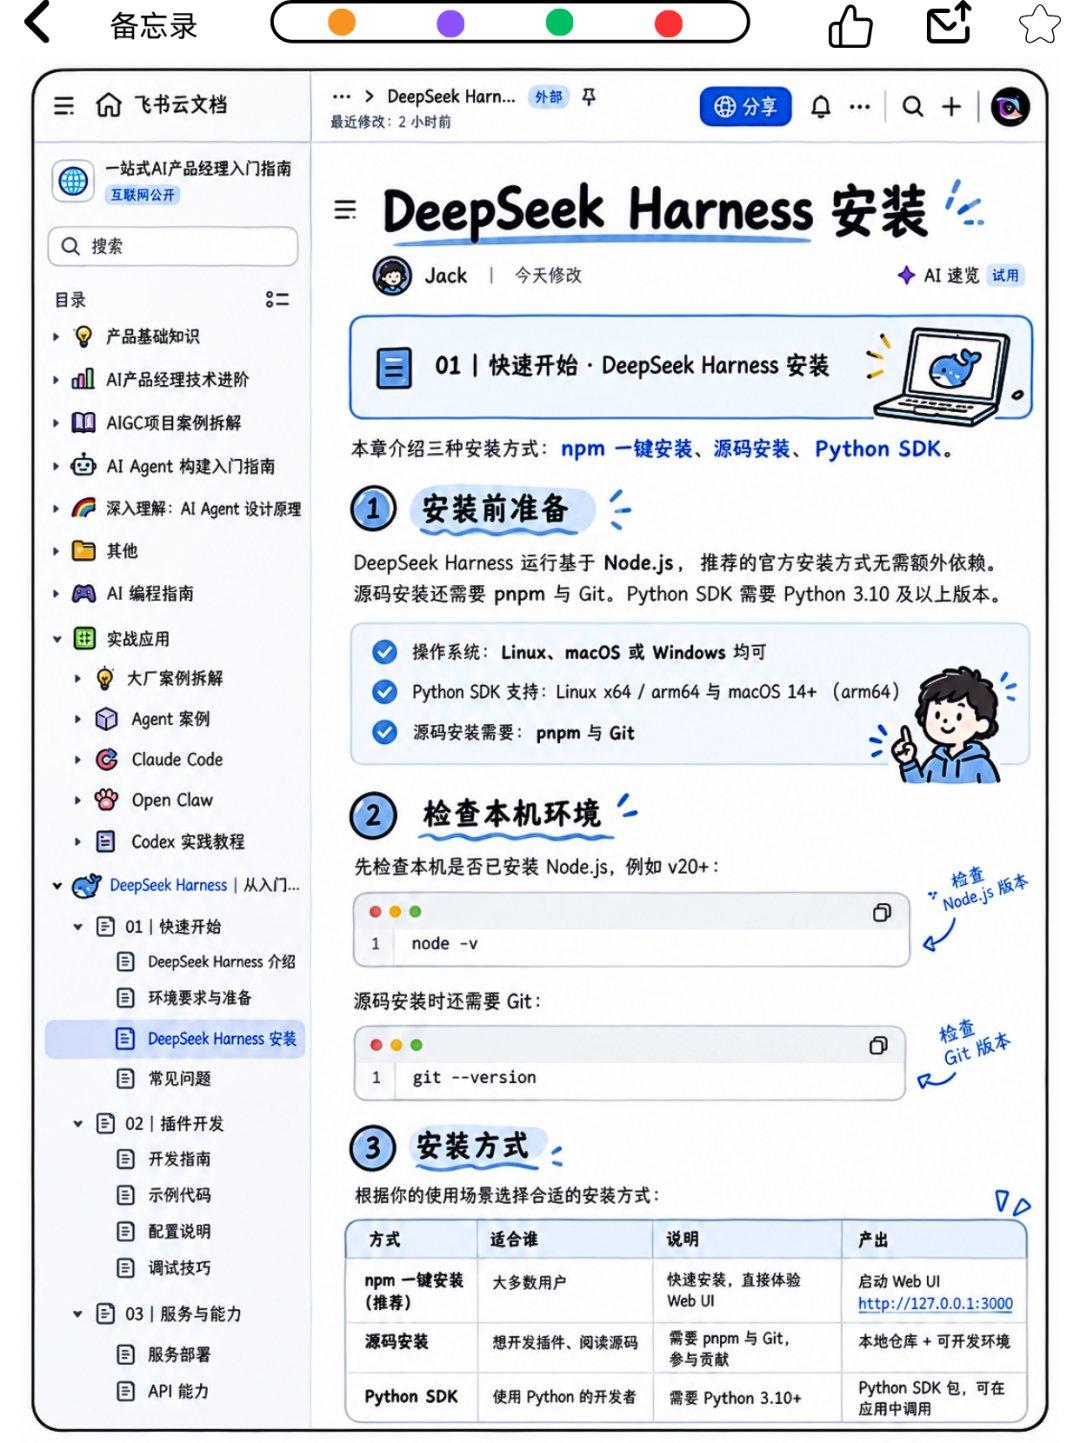 备忘录
飞书云文档
··· > DeepSeek Harn... 外部
最近修改：2 小时前
分享
一站式AI产品经理入门指南
互联网公开
搜索
目录
产品基础知识
AI产品经理技术进阶
AIGC项目案例拆解
AI Agent 构建入门指南
深入理解：AI Agent 设计原理
其他
AI 编程指南
实战应用
大厂案例拆解
Agent 案例
Claude Code
Open Claw
Codex 实践教程
DeepSeek Harness | 从入门...
01 | 快速开始
DeepSeek Harness 介绍
环境要求与准备
DeepSeek Harness 安装
常见问题
02 | 插件开发
开发指南
示例代码
配置说明
调试技巧
03 | 服务与能力
服务部署
API 能力
DeepSeek Harness 安装
Jack | 今天修改
AI 速览 试用
01 | 快速开始 · DeepSeek Harness 安装
本章介绍三种安装方式：npm 一键安装、源码安装、Python SDK。
1 安装前准备
DeepSeek Harness 运行基于 Node.js，推荐的官方安装方式无需额外依赖。
源码安装还需要 pnpm 与 Git。Python SDK 需要 Python 3.10 及以上版本。
操作系统：Linux、macOS 或 Windows 均可
Python SDK 支持：Linux x64 / arm64 与 macOS 14+ （arm64）
源码安装需要：pnpm 与 Git
2 检查本机环境
先检查本机是否已安装 Node.js，例如 v20+：
1 node -v
检查
Node.js 版本
源码安装时还需要 Git：
1 git --version
检查
Git 版本
3 安装方式
根据你的使用场景选择合适的安装方式：
方式 适合谁 说明 产出
npm 一键安装
（推荐）
大多数用户
快速安装，直接体验
Web UI
启动 Web UI
http://127.0.0.1:3000
源码安装
想开发插件、阅读源码
需要 pnpm 与 Git，
参与贡献
本地仓库 + 可开发环境
Python SDK
使用 Python 的开发者
需要 Python 3.10+
Python SDK 包，可在
应用中调用